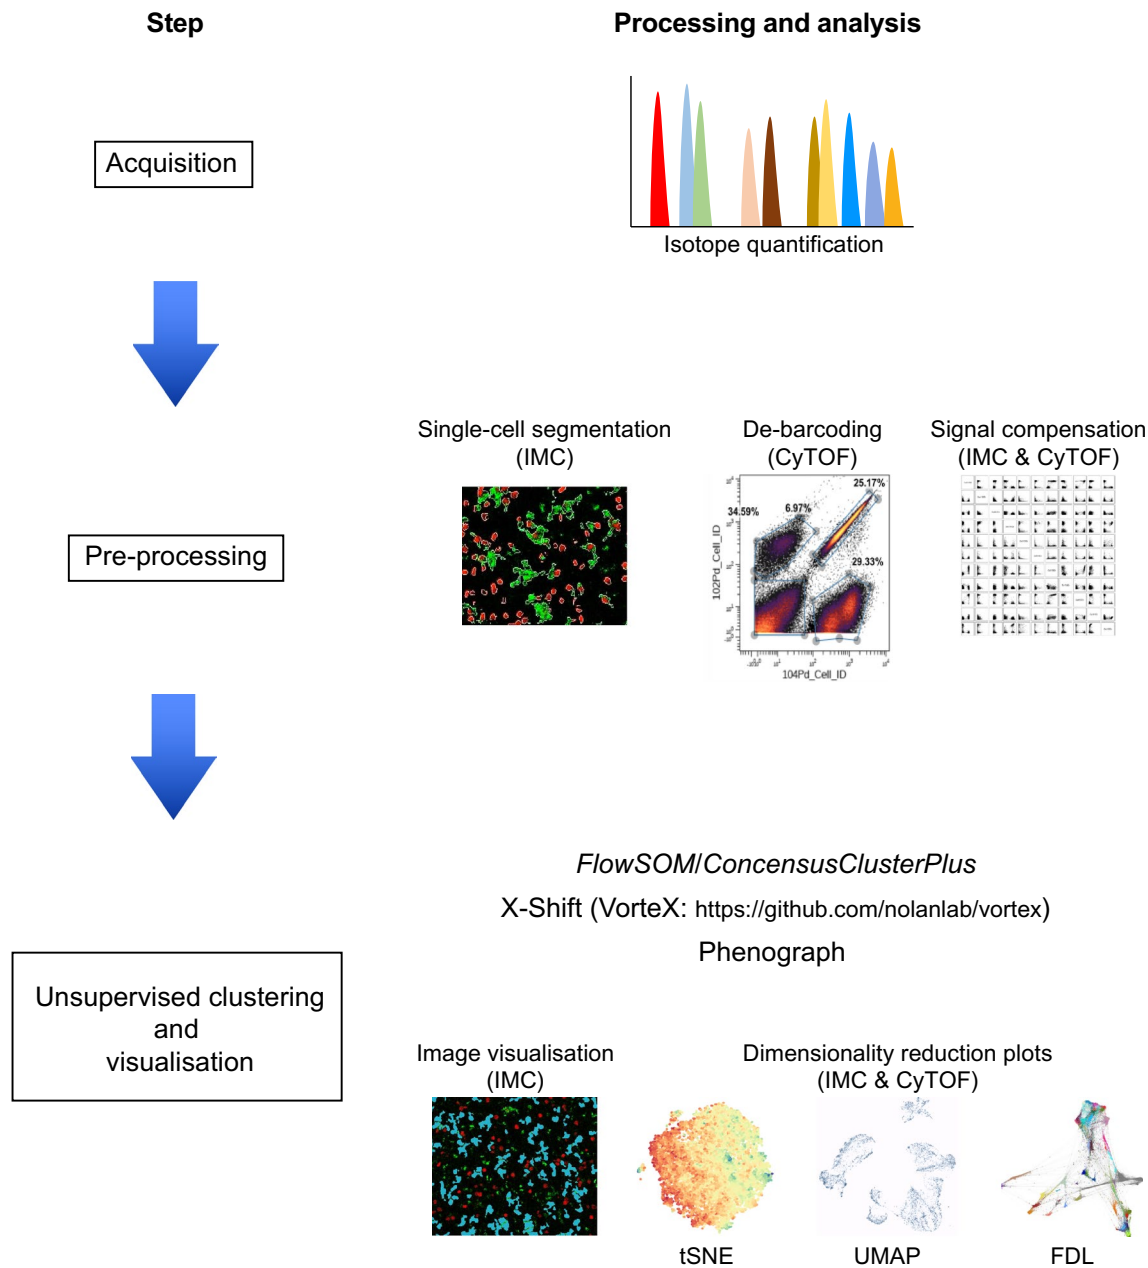 Step
Processing and analysis
Acquisition
Isotope quantification
Single-cell segmentation
(IMC)
De-barcoding
(CyTOF)
Signal compensation
(IMC & CyTOF)
Pre-processing
34.59%
6.97%
25.17%
29.33%
102Pd_Cell_ID
104Pd_Cell_ID
FlowSOM/ConcensusClusterPlus
X-Shift (VorteX: https://github.com/nolanlab/vortex)
Phenograph
Unsupervised clustering
and
visualisation
Image visualisation
(IMC)
Dimensionality reduction plots
(IMC & CyTOF)
tSNE
UMAP
FDL